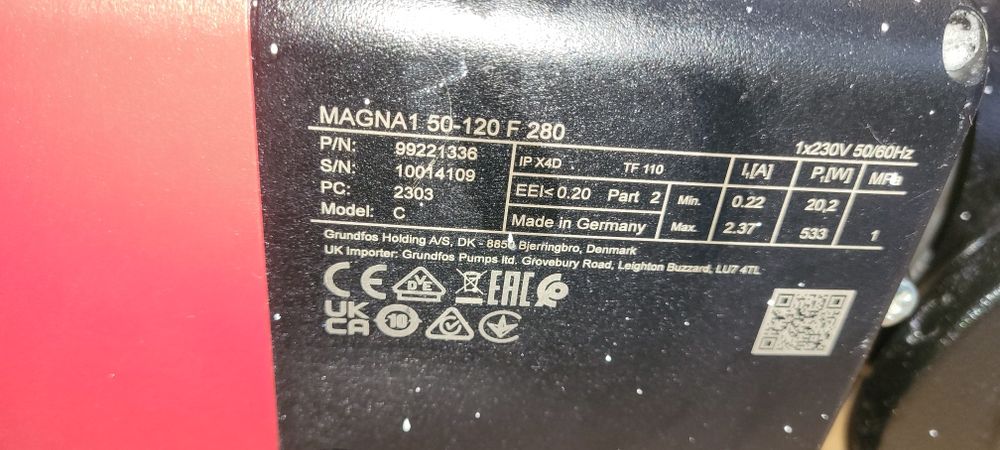 MAGNA1 50-120 F 280
1x230V 50/60Hz
P/N: 99221336
S/N: 10014109
PC: 2303
Model: C
IP X4D TF 110 I₁[A] P₁[W] MPa
EEI≤ 0.20 Part 2 Min. 0.22 20,2
Made in Germany Max. 2.37* 533 1
Grundfos Holding A/S, DK - 8850 Bjerringbro, Denmark
UK Importer: Grundfos Pumps ltd. Grovebury Road, Leighton Buzzard, LU7 4TL
CE VDE EAC
UK CA 10